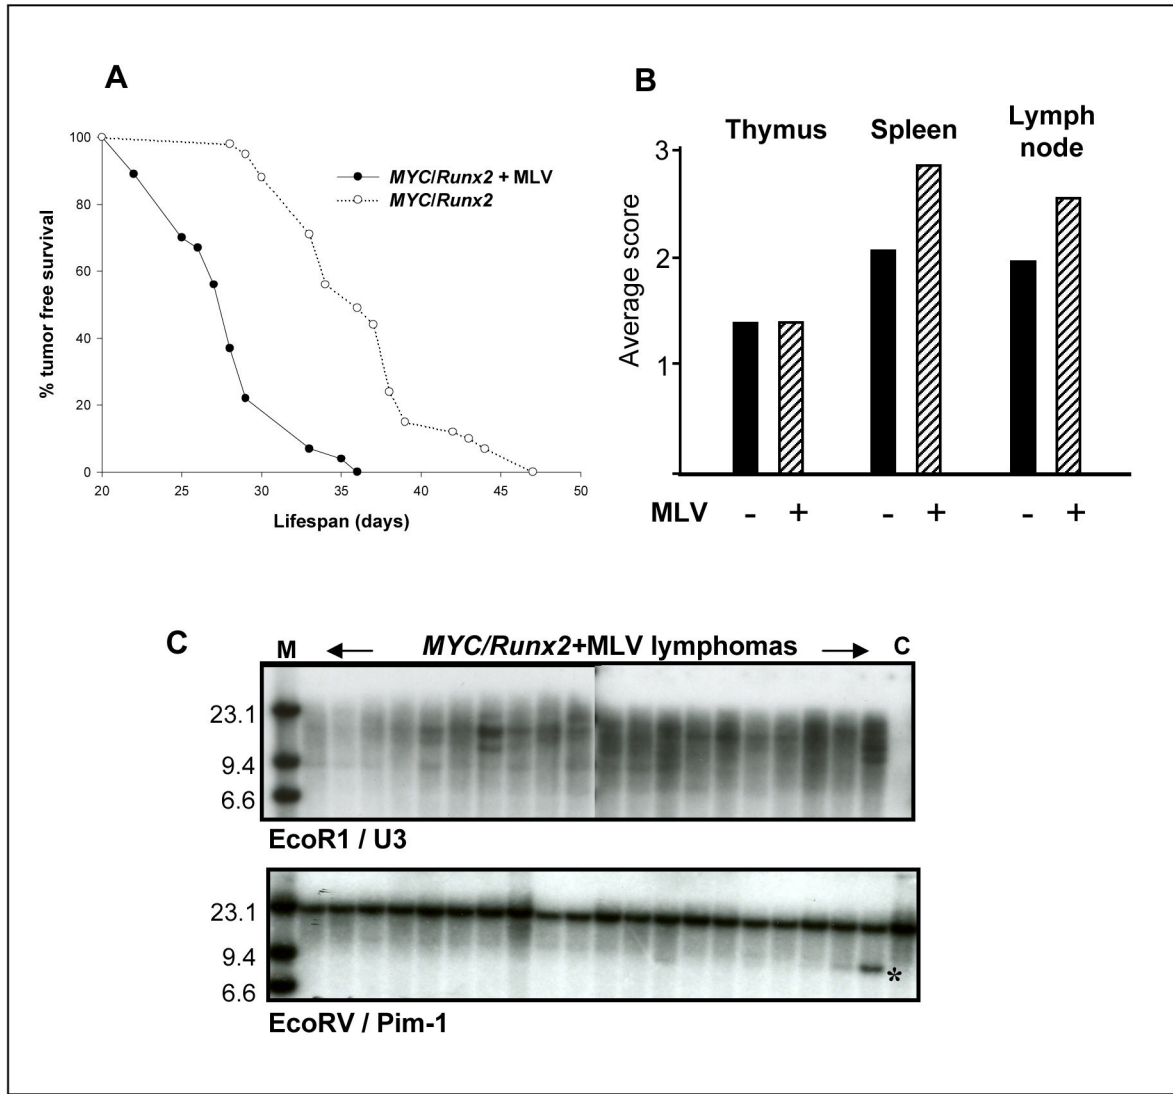 A
100
80
60
40
20
0
20 25 30 35 40 45 50
% tumor free survival
Lifespan (days)
MYC/Runx2 + MLV
MYC/Runx2
B
Thymus Spleen Lymph node
3
2
1
Average score
MLV - + - + - +
C
M MYC/Runx2+MLV lymphomas C
23.1
9.4
6.6
EcoR1 / U3
23.1
9.4
6.6
*
EcoRV / Pim-1